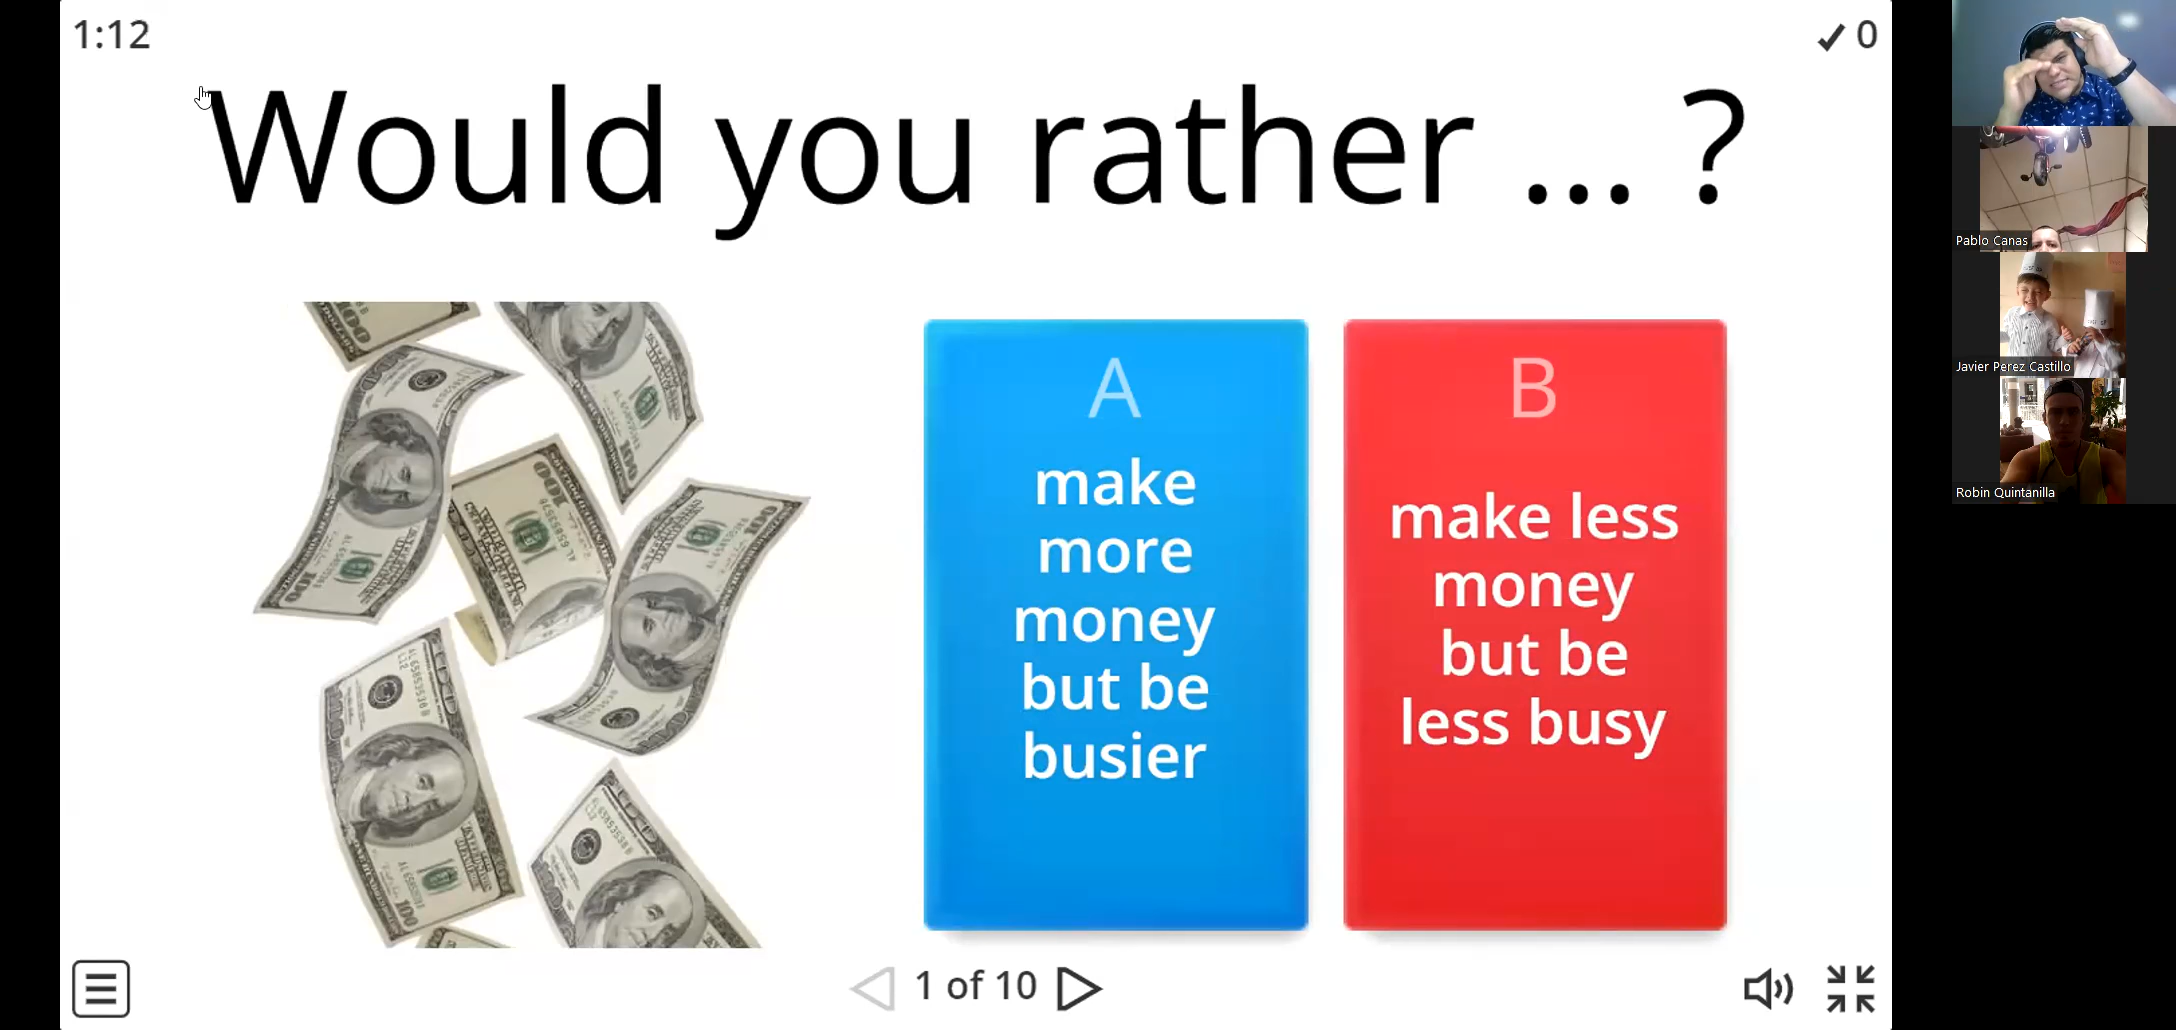 1:12
0
Would you rather ... ?
A
make
more
money
but be
busier
B
make less
money
but be
less busy
1 of 10
Pablo Canas
Javier Perez Castillo
Robin Quintanilla